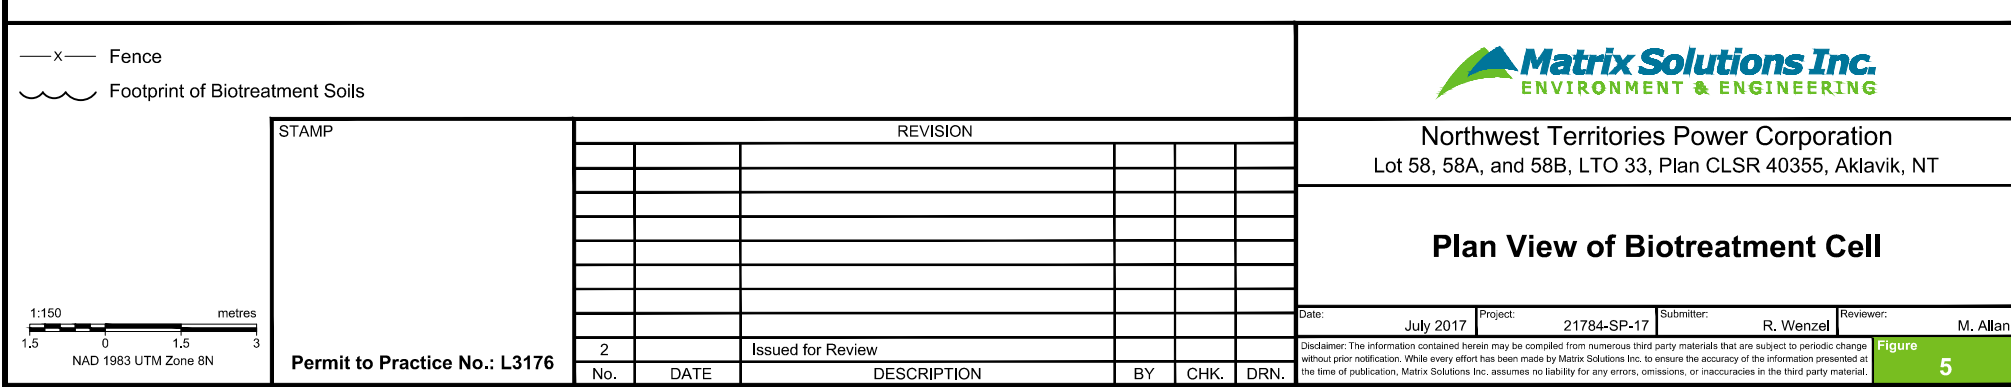 —x— Fence
Footprint of Biotreatment Soils
1:150 metres
1.5 0 1.5 3
NAD 1983 UTM Zone 8N
STAMP
Permit to Practice No.: L3176
REVISION
2 Issued for Review
No. DATE DESCRIPTION BY CHK. DRN.
Matrix Solutions Inc.
ENVIRONMENT & ENGINEERING
Northwest Territories Power Corporation
Lot 58, 58A, and 58B, LTO 33, Plan CLSR 40355, Aklavik, NT
Plan View of Biotreatment Cell
Date: July 2017 Project: 21784-SP-17 Submitter: R. Wenzel Reviewer: M. Allan
Disclaimer: The information contained herein may be compiled from numerous third party materials that are subject to periodic change
without prior notification. While every effort has been made by Matrix Solutions Inc. to ensure the accuracy of the information presented at
the time of publication, Matrix Solutions Inc. assumes no liability for any errors, omissions, or inaccuracies in the third party material.
Figure
5